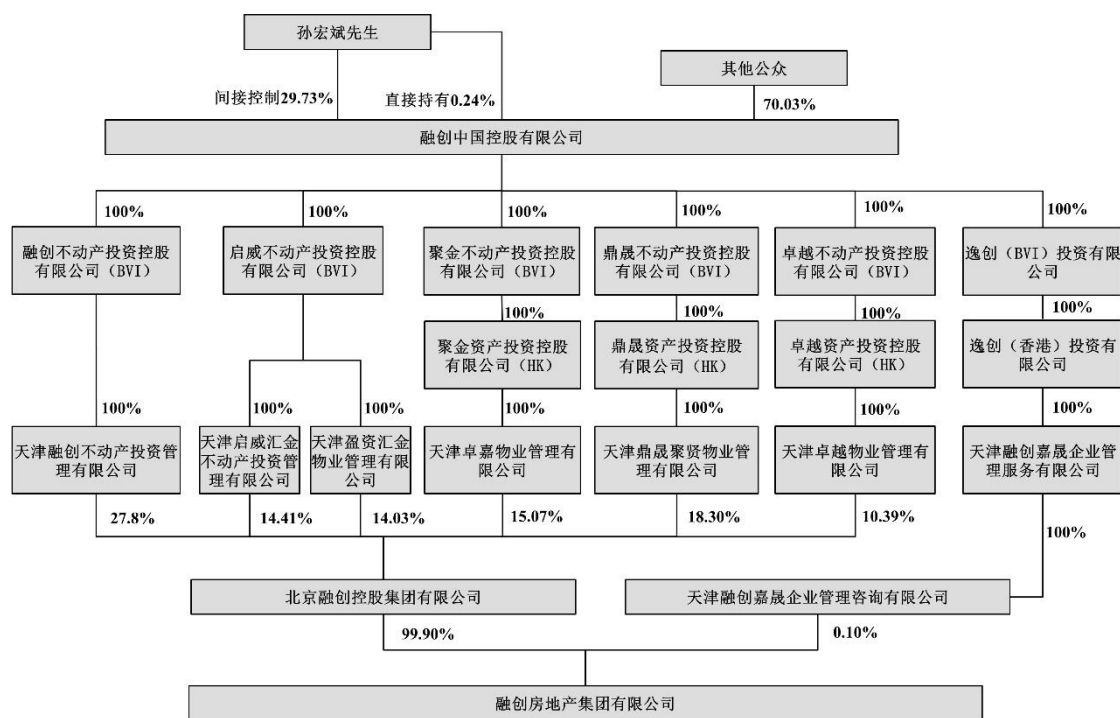 孙宏斌先生
其他公众
间接控制29.73%
直接持有0.24%
70.03%
融创中国控股有限公司
100%
100%
100%
100%
100%
100%
融创不动产投资控股
有限公司（BVI）
启威不动产投资控股
有限公司（BVI）
聚金不动产投资控股
有限公司（BVI）
鼎晟不动产投资控股
有限公司（BVI）
卓越不动产投资控股
有限公司（BVI）
逸创（BVI）投资有限
公司
100%
100%
100%
100%
聚金资产投资控股
有限公司（HK）
鼎晟资产投资控股
有限公司（HK）
卓越资产投资控股
有限公司（HK）
逸创（香港）投资有
限公司
100%
100%
100%
100%
100%
100%
100%
天津融创不动产投资管
理有限公司
天津启威汇金
不动产投资管
理有限公司
天津盈资汇金
物业管理有限
公司
天津卓嘉物业管理有
限公司
天津鼎晟聚贤物业
管理有限公司
天津卓越物业管理有
限公司
天津融创嘉晟企业管
理服务有限公司
27.8%
14.41%
14.03%
15.07%
18.30%
10.39%
100%
北京融创控股集团有限公司
天津融创嘉晟企业管理咨询有限公司
99.90%
0.10%
融创房地产集团有限公司